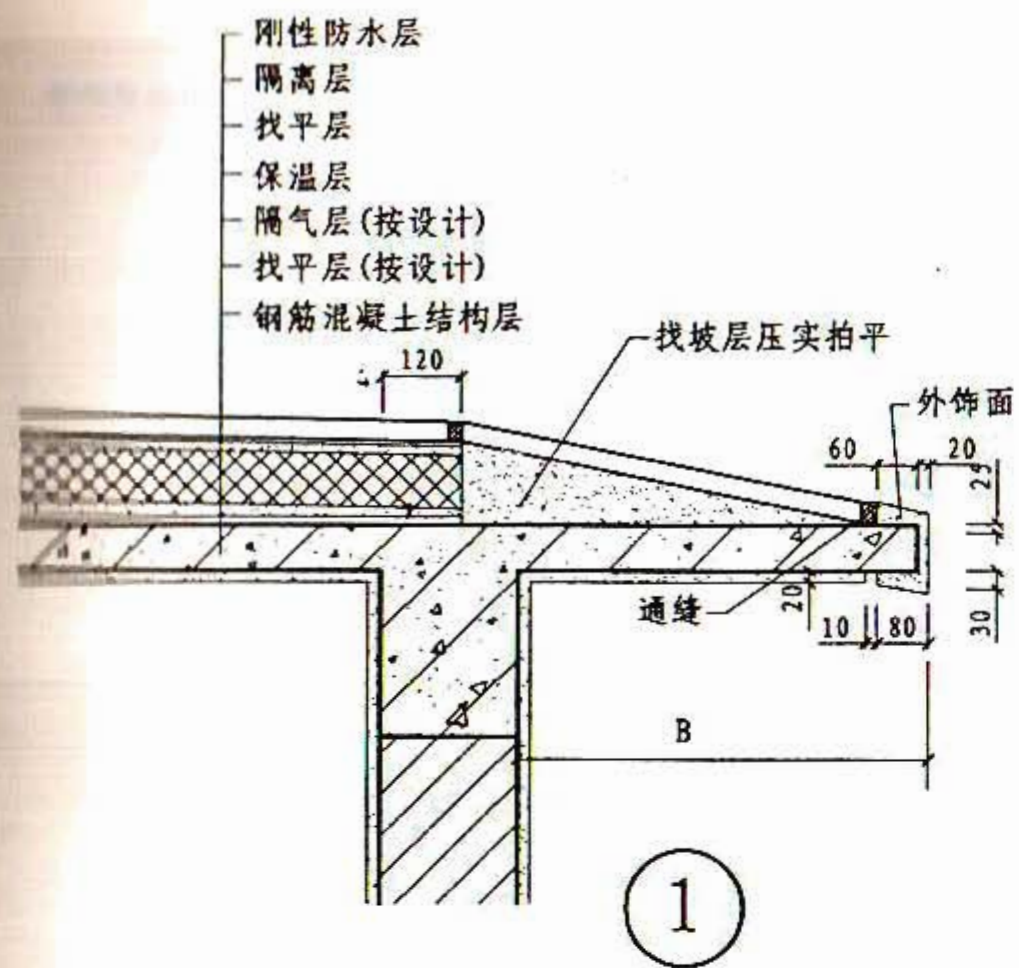 刚性防水层
隔离层
找平层
保温层
隔气层(按设计)
找平层(按设计)
钢筋混凝土结构层
找坡层压实拍平
120
外饰面
60
20
25
通缝
20
10
80
30
B
1